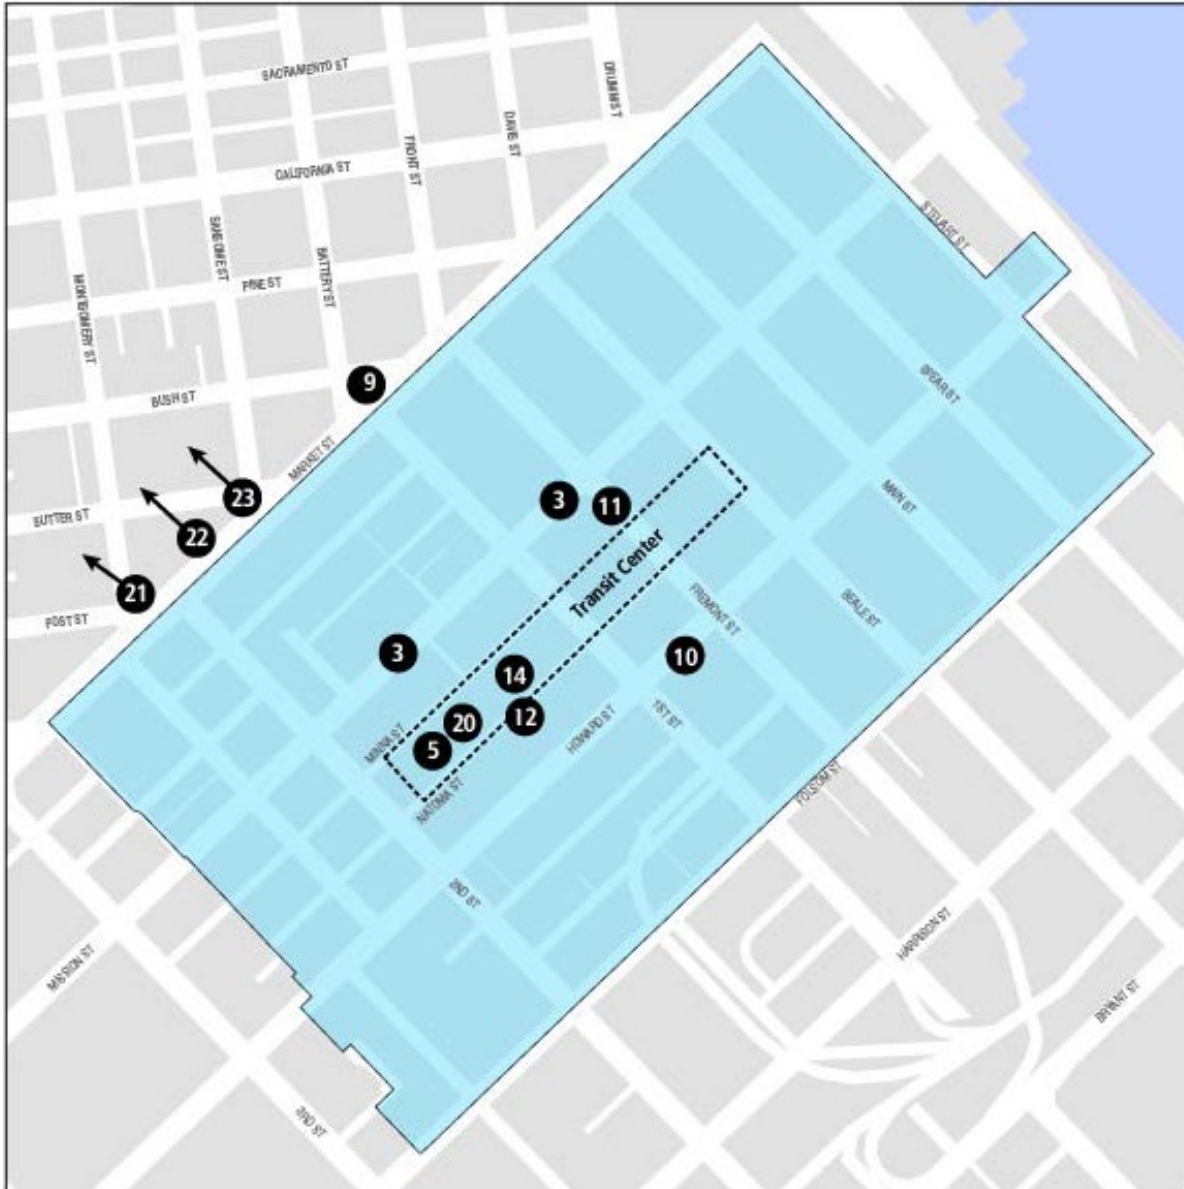 SACRAMENTO ST
DRUMM ST
DAVIS ST
FRONT ST
CALIFORNIA ST
SANSOME ST
BATTERY ST
STEUART ST
PINE ST
MONTGOMERY ST
SPEAR ST
9
BUSH ST
MARKET ST
23
3
11
MAIN ST
SUTTER ST
22
Transit Center
21
FREMONT ST
BEALE ST
POST ST
3
14
10
12
20
5
1ST ST
MINNA ST
HOWARD ST
NATOMA ST
FOLSOM ST
2ND ST
HARRISON ST
MISSION ST
BRYANT ST
3RD ST